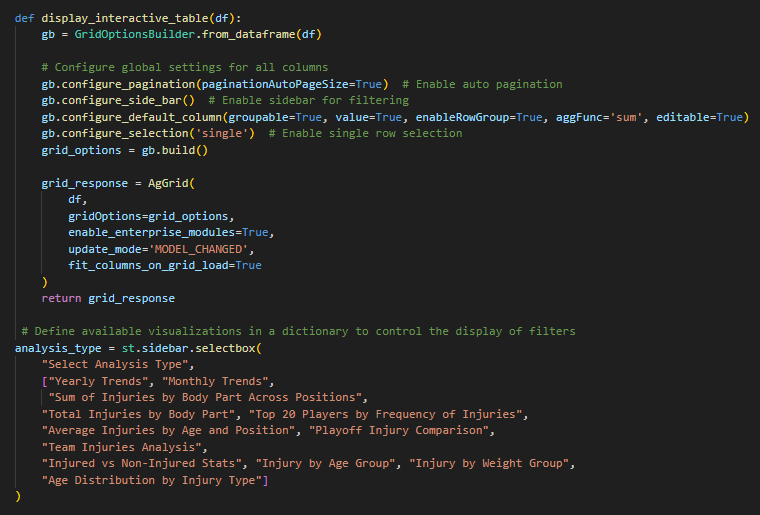 def display_interactive_table(df):
    gb = GridOptionsBuilder.from_dataframe(df)

    # Configure global settings for all columns
    gb.configure_pagination(paginationAutoPageSize=True)  # Enable auto pagination
    gb.configure_side_bar()  # Enable sidebar for filtering
    gb.configure_default_column(groupable=True, value=True, enableRowGroup=True, aggFunc='sum', editable=True)
    gb.configure_selection('single')  # Enable single row selection
    grid_options = gb.build()

    grid_response = AgGrid(
        df,
        gridOptions=grid_options,
        enable_enterprise_modules=True,
        update_mode='MODEL_CHANGED',
        fit_columns_on_grid_load=True
    )
    return grid_response

 # Define available visualizations in a dictionary to control the display of filters
analysis_type = st.sidebar.selectbox(
    "Select Analysis Type",
    ["Yearly Trends", "Monthly Trends",
     "Sum of Injuries by Body Part Across Positions",
    "Total Injuries by Body Part", "Top 20 Players by Frequency of Injuries",
    "Average Injuries by Age and Position", "Playoff Injury Comparison",
    "Team Injuries Analysis",
    "Injured vs Non-Injured Stats", "Injury by Age Group", "Injury by Weight Group",
    "Age Distribution by Injury Type"]
)